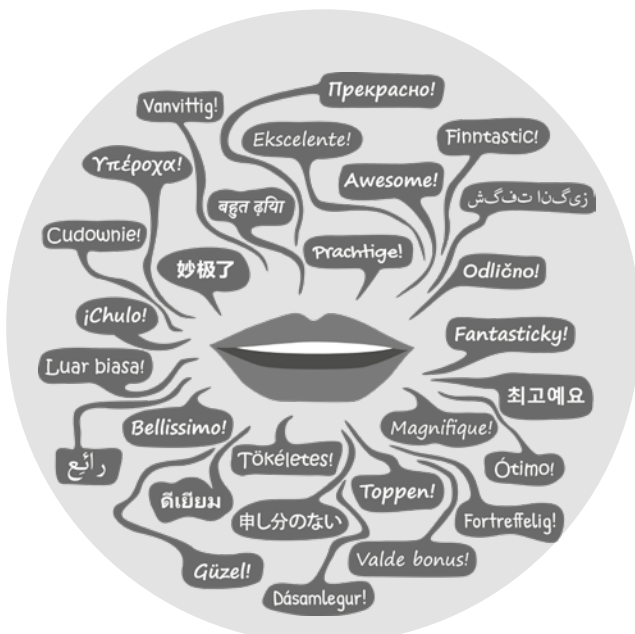 Прекрасно!
Vanvittig!
Ekscelente!
Finntastic!
Υπέροχα!
Awesome!
شگفت انگیز
बहुत ढ़िया
Cudownie!
Prachtige!
妙极了
Odlično!
¡Chulo!
Fantasticky!
Luar biasa!
최고예요
Bellissimo!
Magnifique!
رائع
Tökéletes!
Ótimo!
ดีเยี่ยม
Toppen!
申し分のない
Fortreffelig!
Güzel!
Valde bonus!
Dásamlegur!